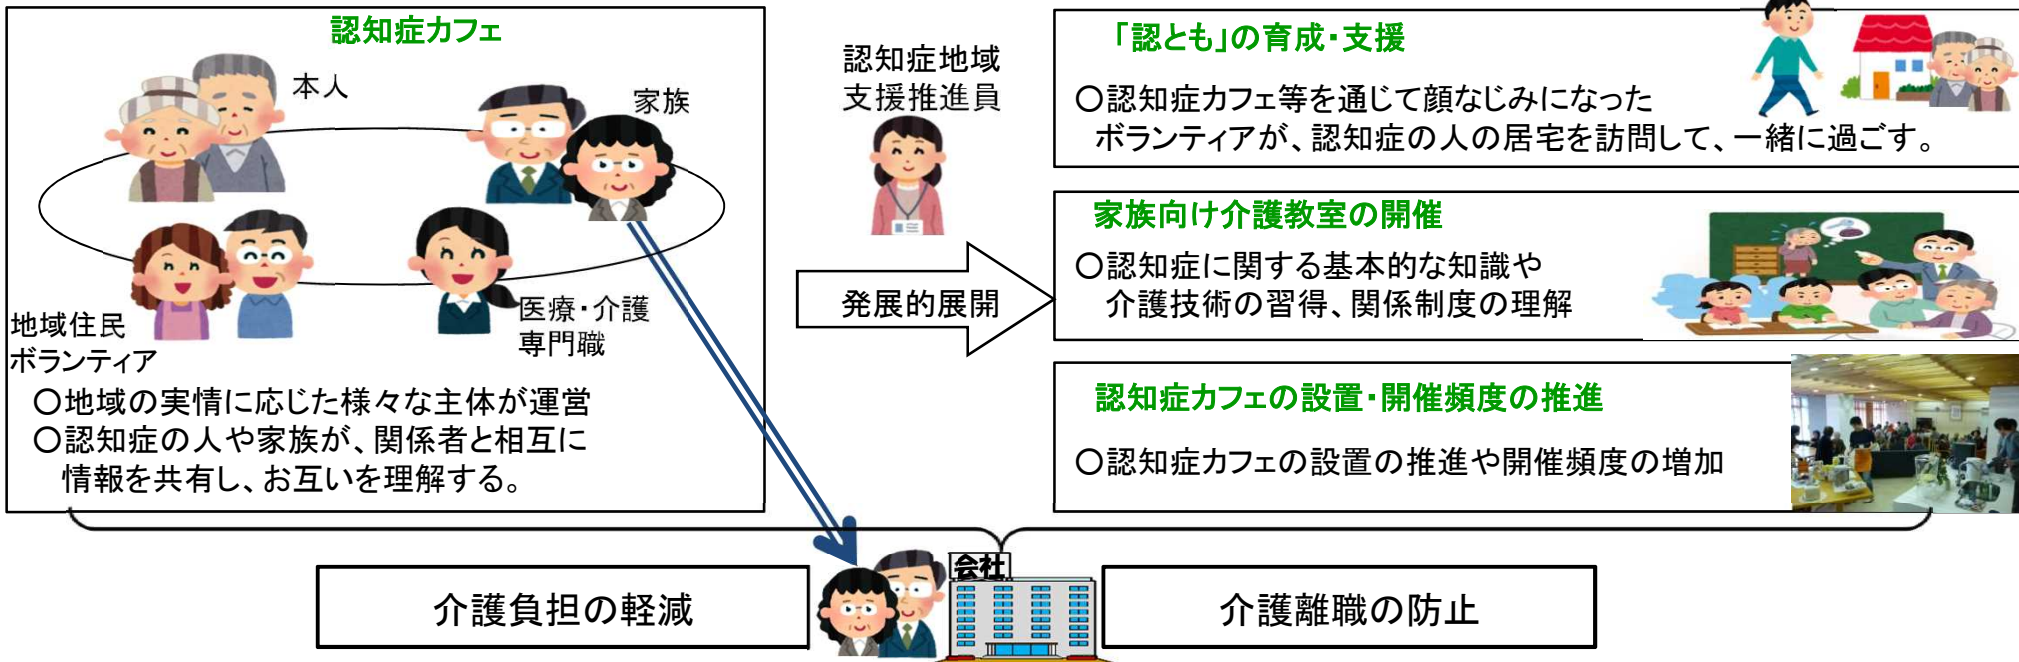 認知症カフェ
本人
家族
地域住民
ボランティア
医療・介護
専門職
○地域の実情に応じた様々な主体が運営
○認知症の人や家族が、関係者と相互に
情報を共有し、お互いを理解する。
認知症地域
支援推進員
発展的展開
「認とも」の育成・支援
○認知症カフェ等を通じて顔なじみになった
ボランティアが、認知症の人の居宅を訪問して、一緒に過ごす。
家族向け介護教室の開催
○認知症に関する基本的な知識や
介護技術の習得、関係制度の理解
認知症カフェの設置・開催頻度の推進
○認知症カフェの設置の推進や開催頻度の増加
介護負担の軽減
会社
介護離職の防止